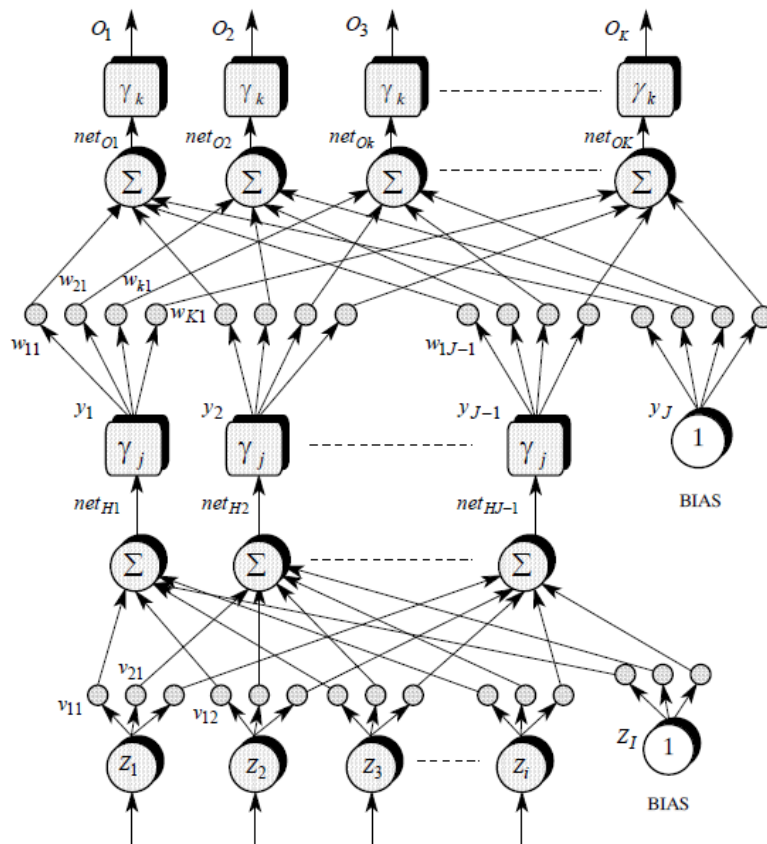 O1 O2 O3 OK
γk γk γk γk
netO1 netO2 netOk netOK
Σ Σ Σ Σ
w21 wk1
wK1
w11 w1J−1
y1 y2 yJ−1 yJ
γj γj γj 1
netH1 netH2 netHJ−1 BIAS
Σ Σ Σ
v21
v11 v12
zI 1
z1 z2 z3 zi
BIAS